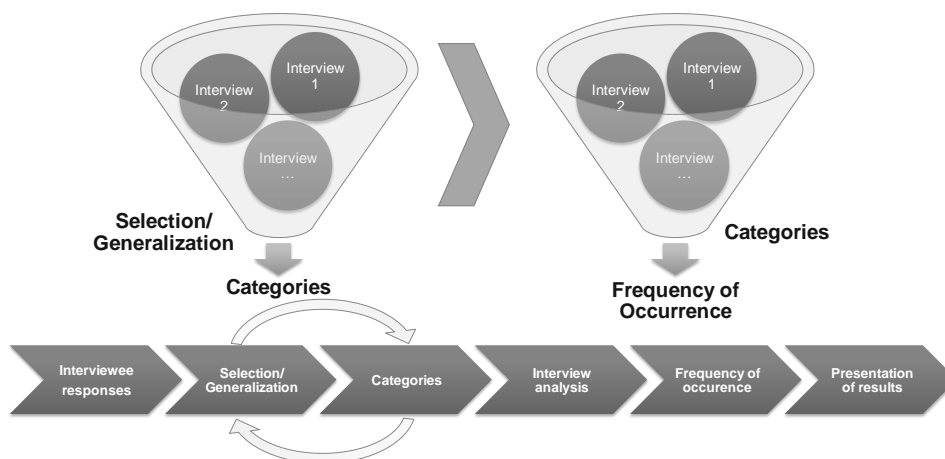 Interview
1
Interview
2
Interview
...
Selection/
Generalization
Categories
Interview
1
Interview
2
Interview
...
Categories
Frequency of
Occurrence
Interviewee
responses
Selection/
Generalization
Categories
Interview
analysis
Frequency of
occurence
Presentation
of results